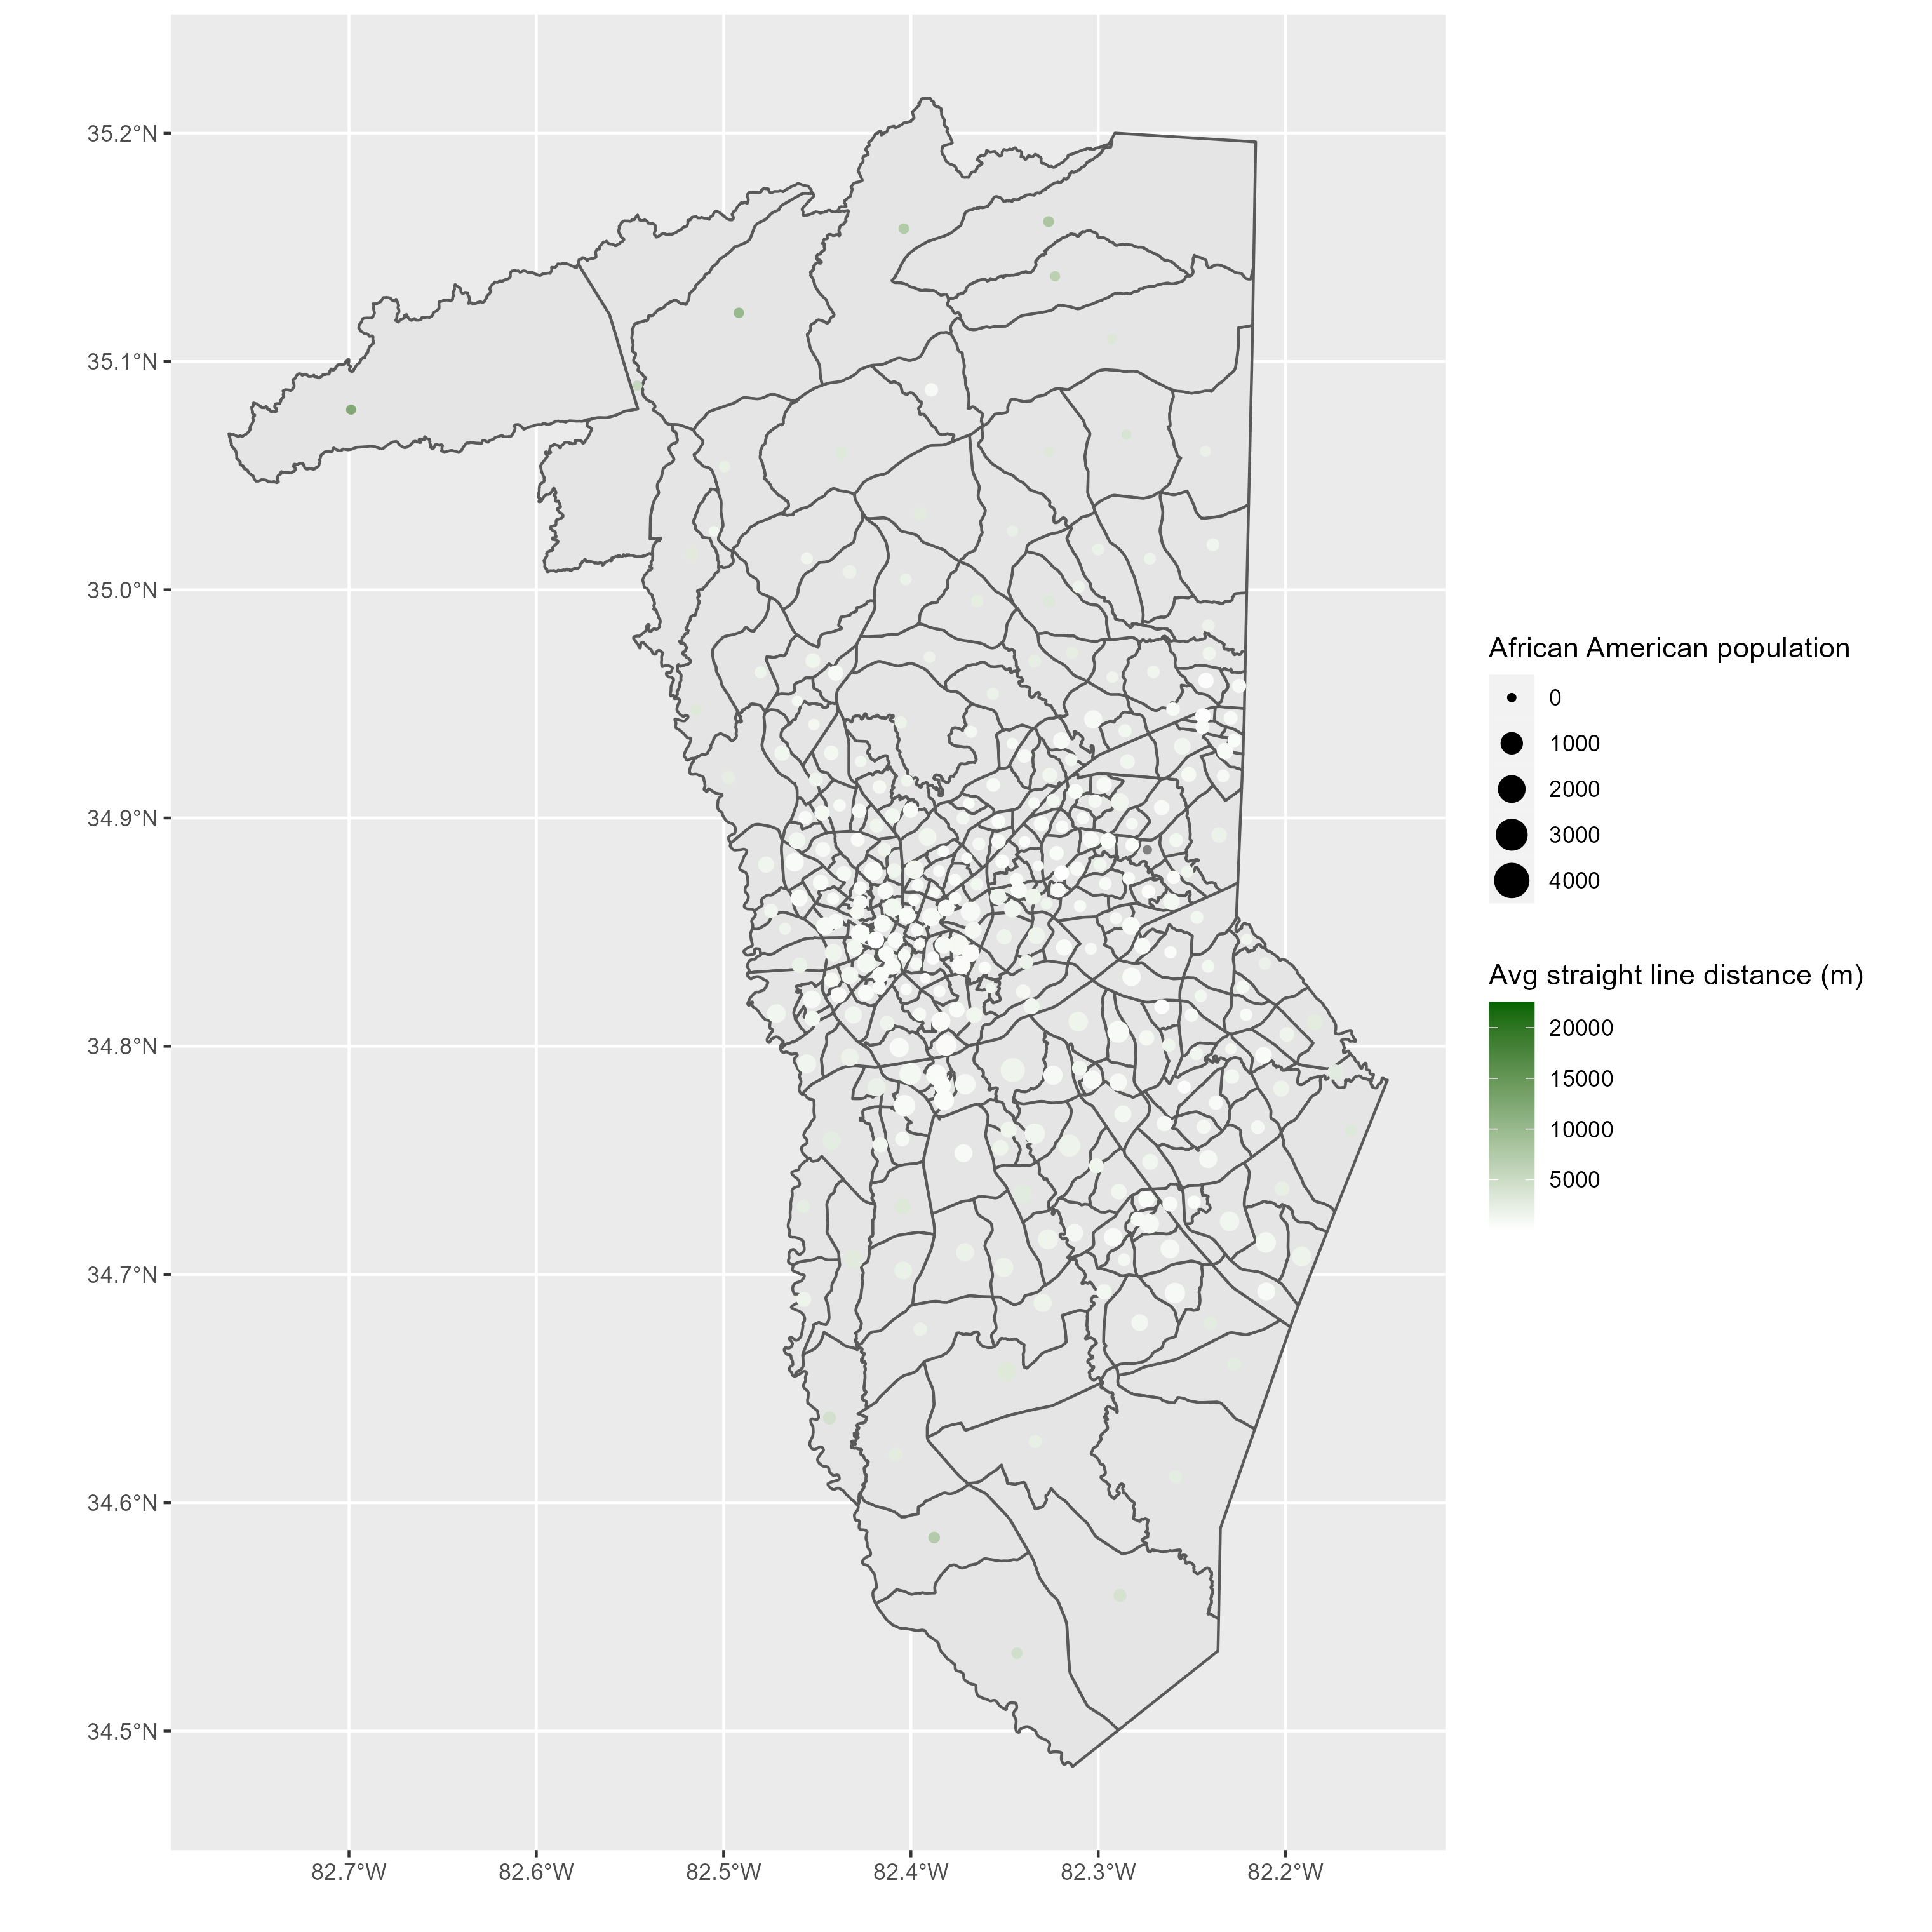 35.2°N
35.1°N
35.0°N
34.9°N
34.8°N
34.7°N
34.6°N
34.5°N
82.7°W
82.6°W
82.5°W
82.4°W
82.3°W
82.2°W
African American population
0
1000
2000
3000
4000
Avg straight line distance (m)
20000
15000
10000
5000